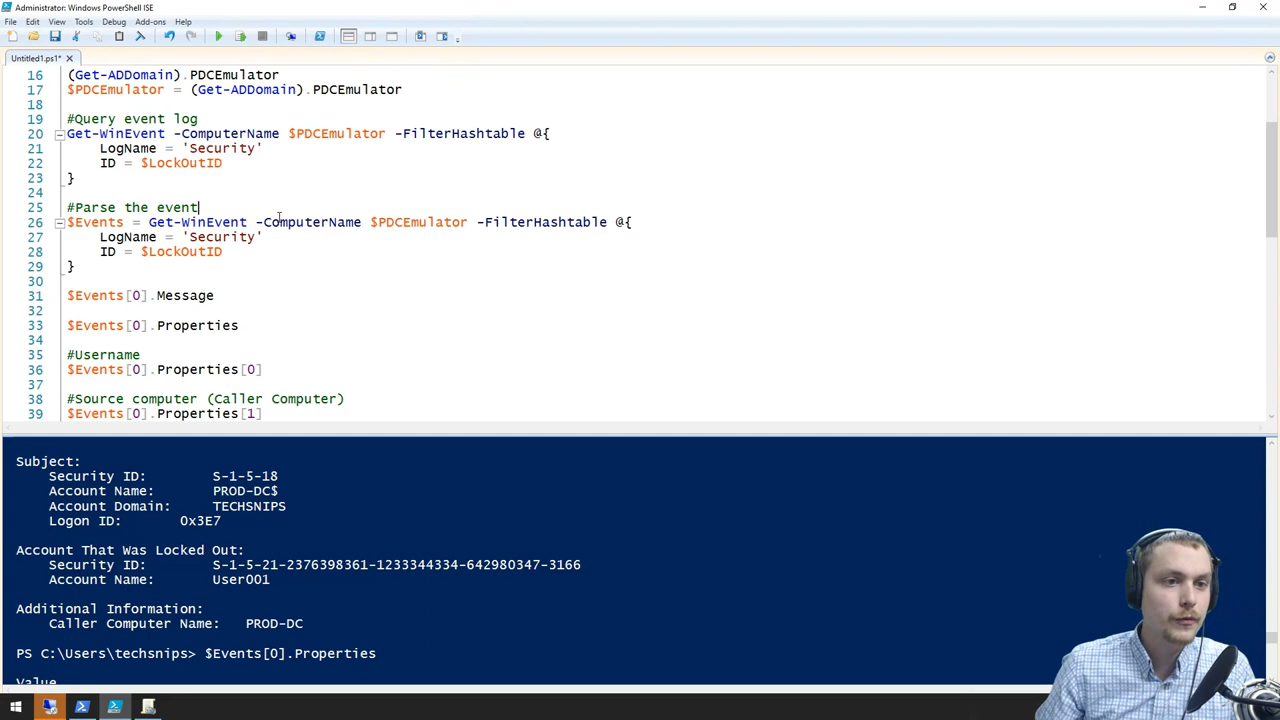 Administrator: Windows PowerShell ISE
File Edit View Tools Debug Add-ons Help
Untitled1.ps1*
16 (Get-ADDomain).PDCEmulator
17 $PDCEmulator = (Get-ADDomain).PDCEmulator
18
19 #Query event log
20 Get-WinEvent -ComputerName $PDCEmulator -FilterHashtable @{
21 LogName = 'Security'
22 ID = $LockOutID
23 }
24
25 #Parse the event
26 $Events = Get-WinEvent -ComputerName $PDCEmulator -FilterHashtable @{
27 LogName = 'Security'
28 ID = $LockOutID
29 }
30
31 $Events[0].Message
32
33 $Events[0].Properties
34
35 #Username
36 $Events[0].Properties[0]
37
38 #Source computer (Caller Computer)
39 $Events[0].Properties[1]
Subject:
Security ID: S-1-5-18
Account Name: PROD-DC$
Account Domain: TECHSNIPS
Logon ID: 0x3E7
Account That Was Locked Out:
Security ID: S-1-5-21-2376398361-1233344334-642980347-3166
Account Name: User001
Additional Information:
Caller Computer Name: PROD-DC
PS C:\Users\techsnips> $Events[0].Properties
Value